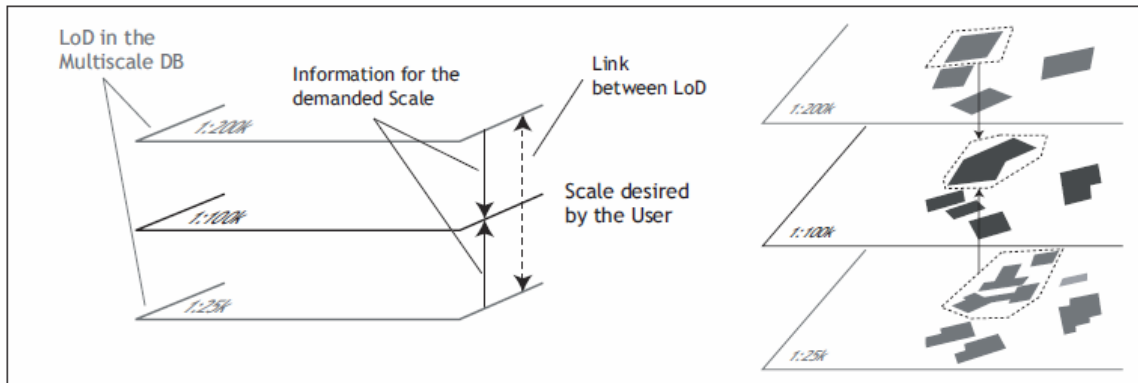 LoD in the
Multiscale DB
Information for the
demanded Scale
Link
between LoD
1:200k
1:100k
1:25k
Scale desired
by the User
1:200k
1:100k
1:25k